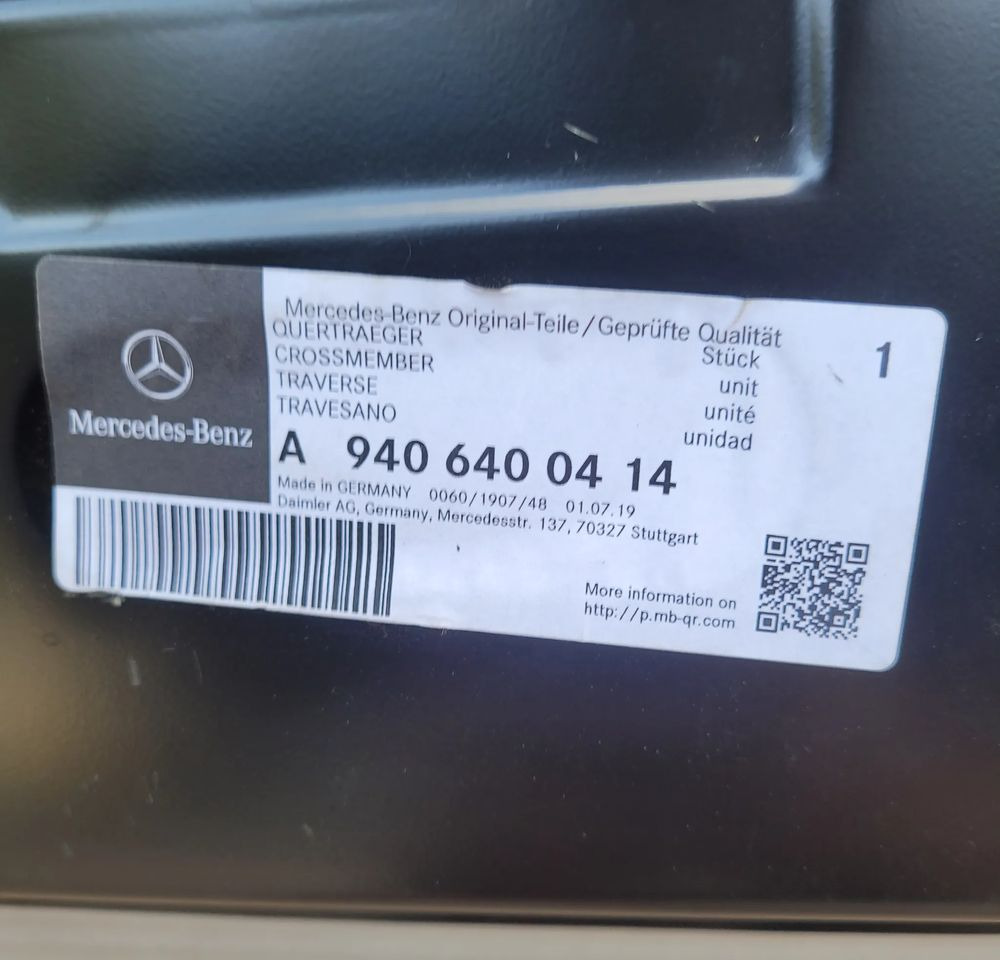 Mercedes-Benz
Mercedes-Benz Original-Teile/Geprüfte Qualität
QUERTRAEGER Stück 1
CROSSMEMBER unit
TRAVERSE unité
TRAVESANO unidad
A 940 640 04 14
Made in GERMANY 0060/1907/48 01.07.19
Daimler AG, Germany, Mercedesstr. 137, 70327 Stuttgart
More information on
http://p.mb-qr.com